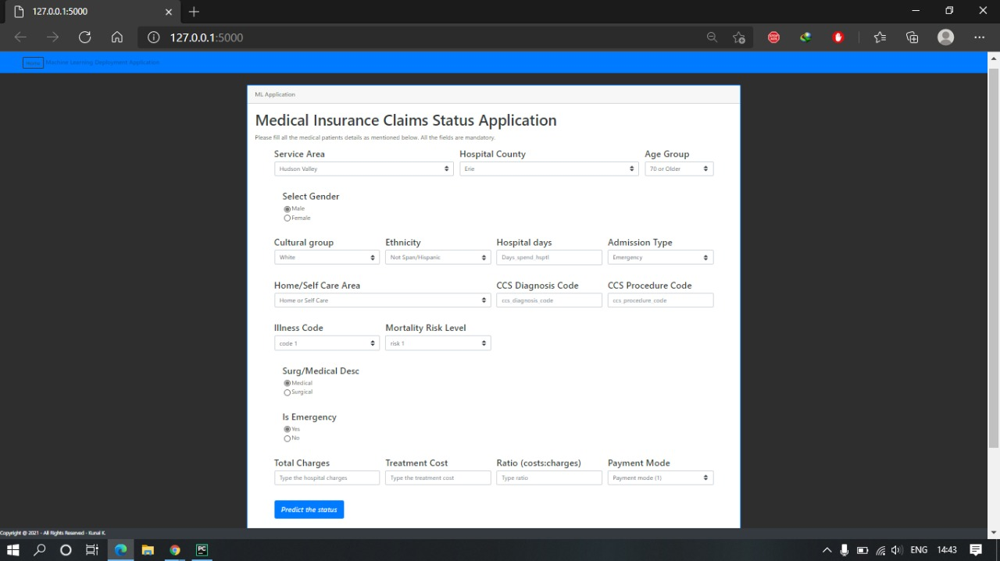 127.0.0.1:5000
127.0.0.1:5000
Machine Learning Deployment Application
ML Application
Medical Insurance Claims Status Application
Please fill all the medical patients details as mentioned below. All the fields are mandatory.
Service Area Hospital County Age Group
Hudson Valley Erie 70 or Older
Select Gender
Male
Female
Cultural group Ethnicity Hospital days Admission Type
White Not Span/Hispanic Days_spend_hsptl Emergency
Home/Self Care Area CCS Diagnosis Code CCS Procedure Code
Home or Self Care ccs_diagnosis_code ccs_procedure_code
Illness Code Mortality Risk Level
code 1 risk 1
Surg/Medical Desc
Medical
Surgical
Is Emergency
Yes
No
Total Charges Treatment Cost Ratio (costs:charges) Payment Mode
Type the hospital charges Type the treatment cost Type ratio Payment mode (1)
Predict the status
Copyright @ 2021 - All Rights Reserved - Kunal K.
PC ENG 14:43